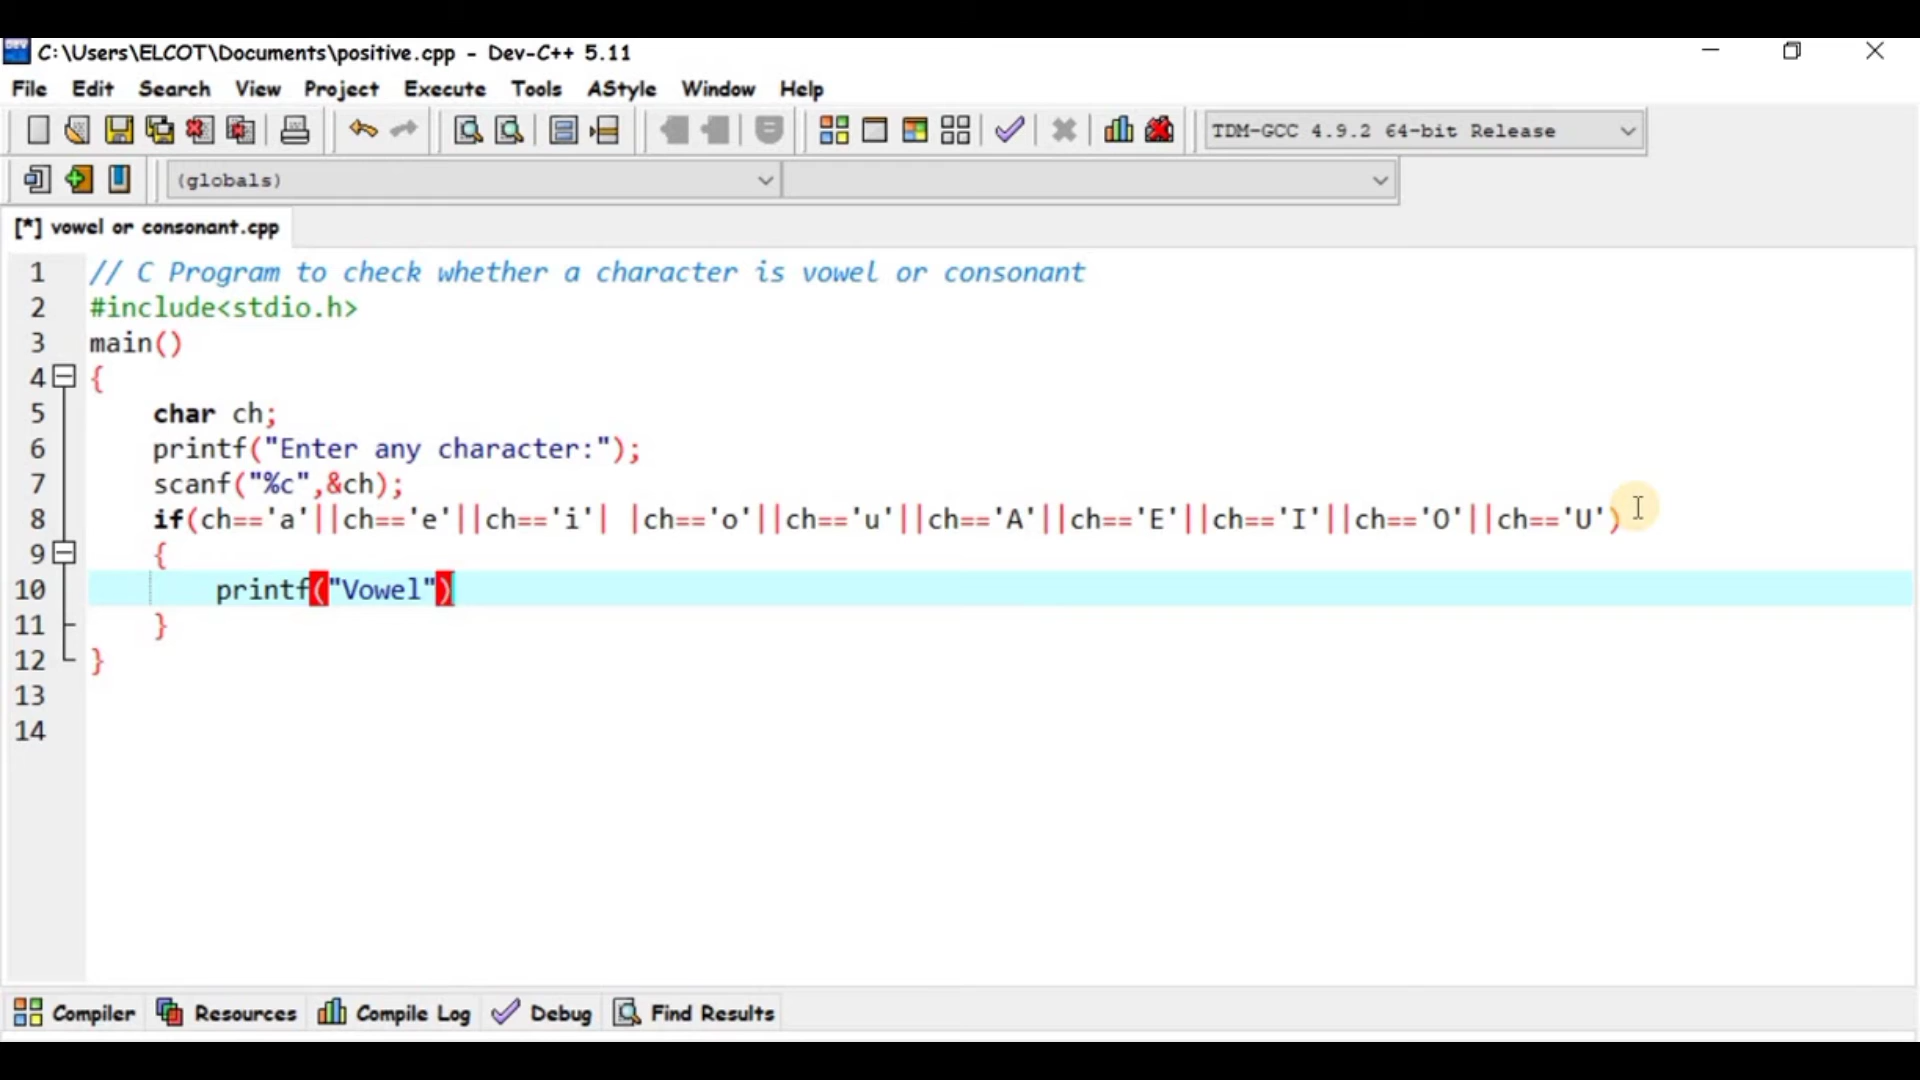 C:\Users\ELCOT\Documents\positive.cpp - Dev-C++ 5.11
File Edit Search View Project Execute Tools AStyle Window Help
TDM-GCC 4.9.2 64-bit Release
(globals)
[*] vowel or consonant.cpp
1 // C Program to check whether a character is vowel or consonant
2 #include<stdio.h>
3 main()
4 {
5 char ch;
6 printf("Enter any character:");
7 scanf("%c",&ch);
8 if(ch=='a'||ch=='e'||ch=='i'| |ch=='o'||ch=='u'||ch=='A'||ch=='E'||ch=='I'||ch=='O'||ch=='U')
9 {
10 printf("Vowel")
11 }
12 }
13
14
Compiler Resources Compile Log Debug Find Results